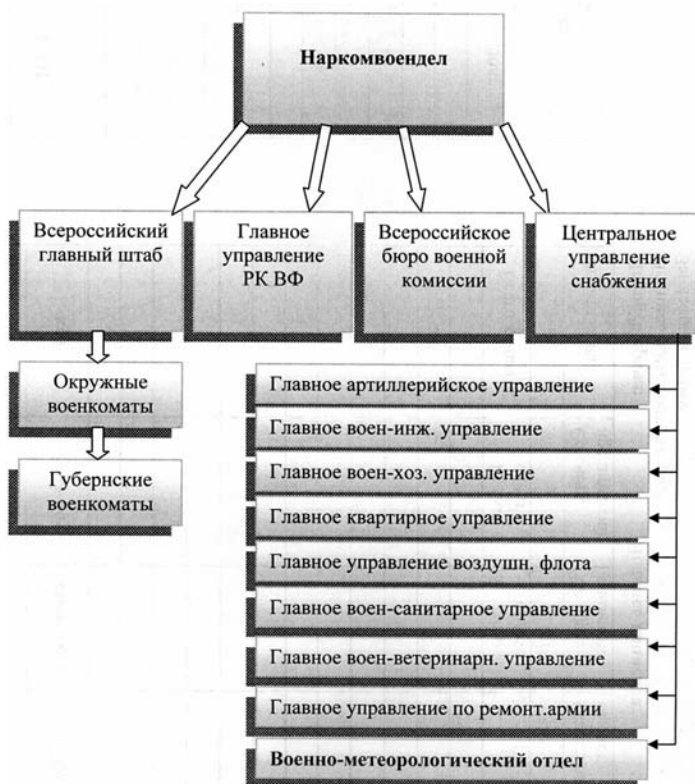 Наркомвоендел
Всероссийский
главный штаб
Главное
управление
РК ВФ
Всероссийское
бюро военной
комиссии
Центральное
управление
снабжения
Окружные
военкоматы
Губернские
военкоматы
Главное артиллерийское управление
Главное воен-инж. управление
Главное воен-хоз. управление
Главное квартирное управление
Главное управление воздушн. флота
Главное воен-санитарное управление
Главное воен-ветеринарн. управление
Главное управление по ремонт.армии
Военно-метеорологический отдел